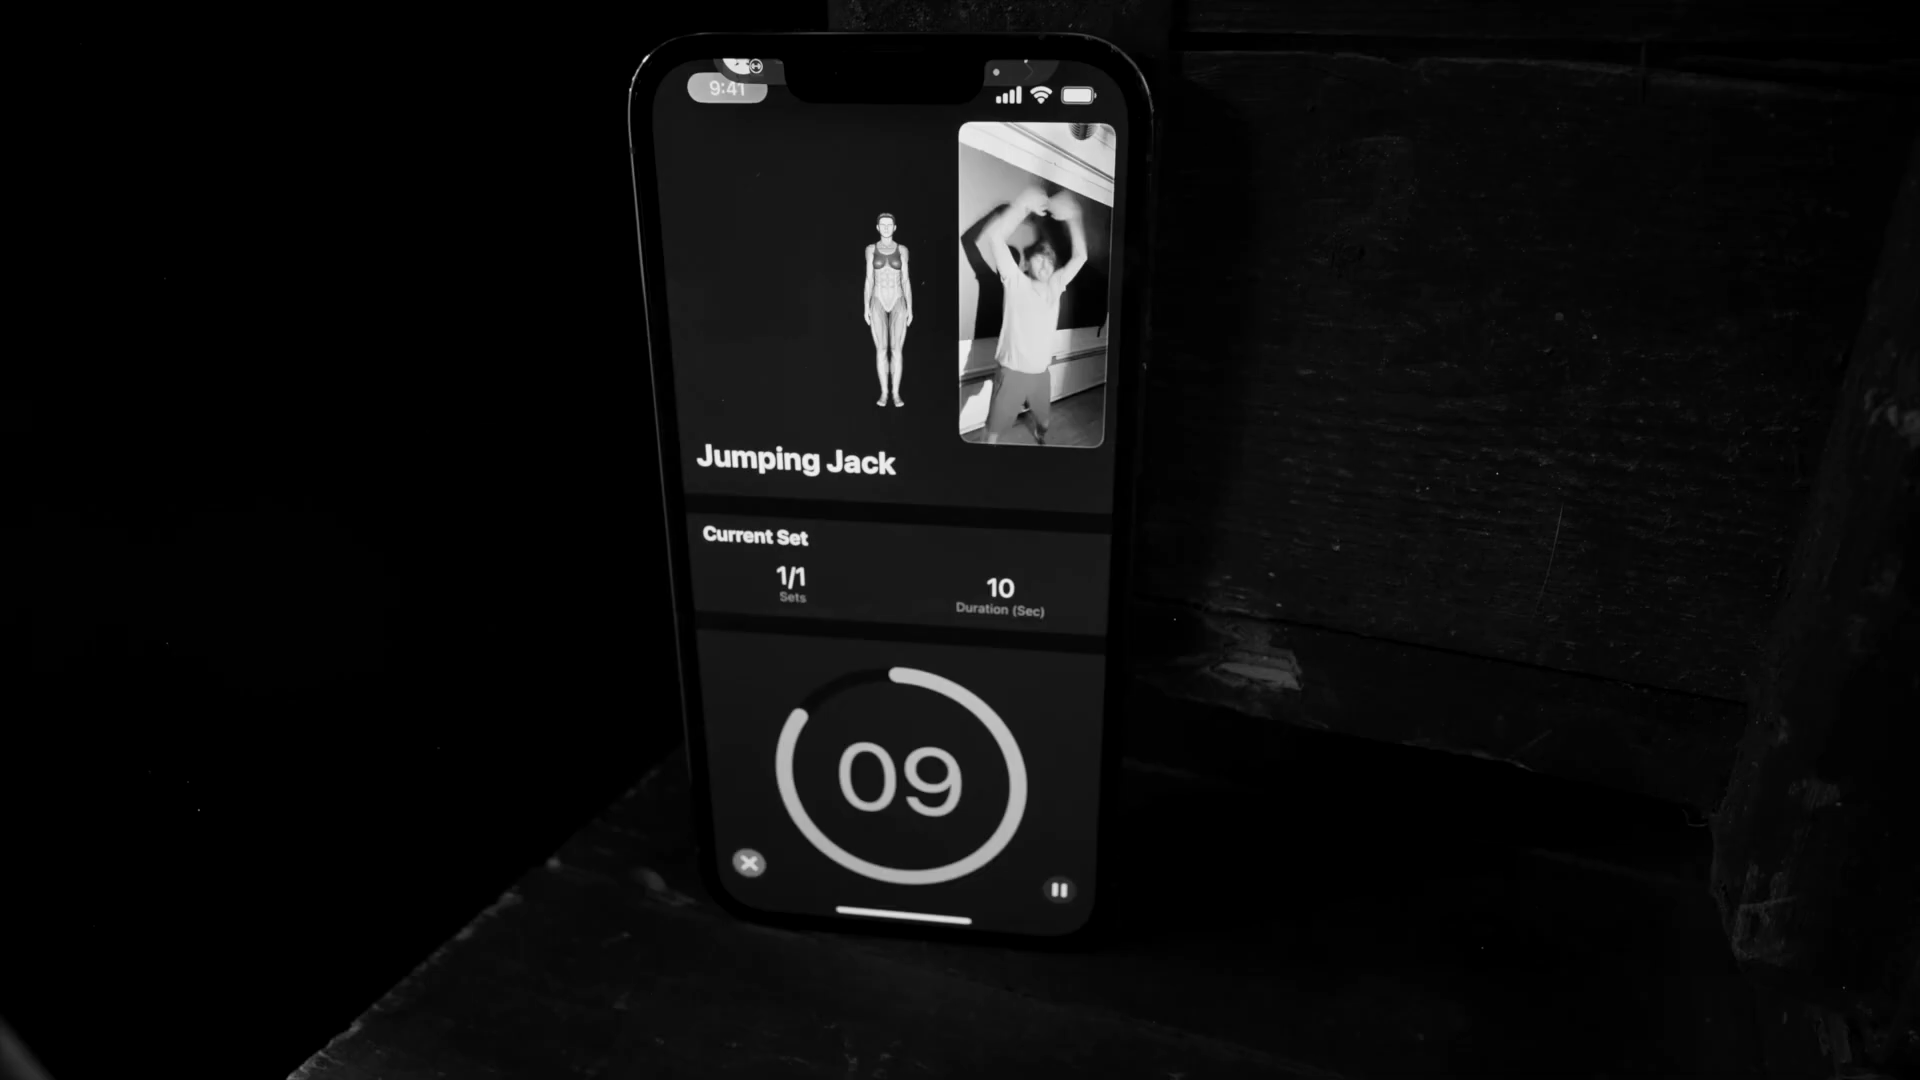 9:41
Jumping Jack
Current Set
1/1
Sets
10
Duration (Sec)
09